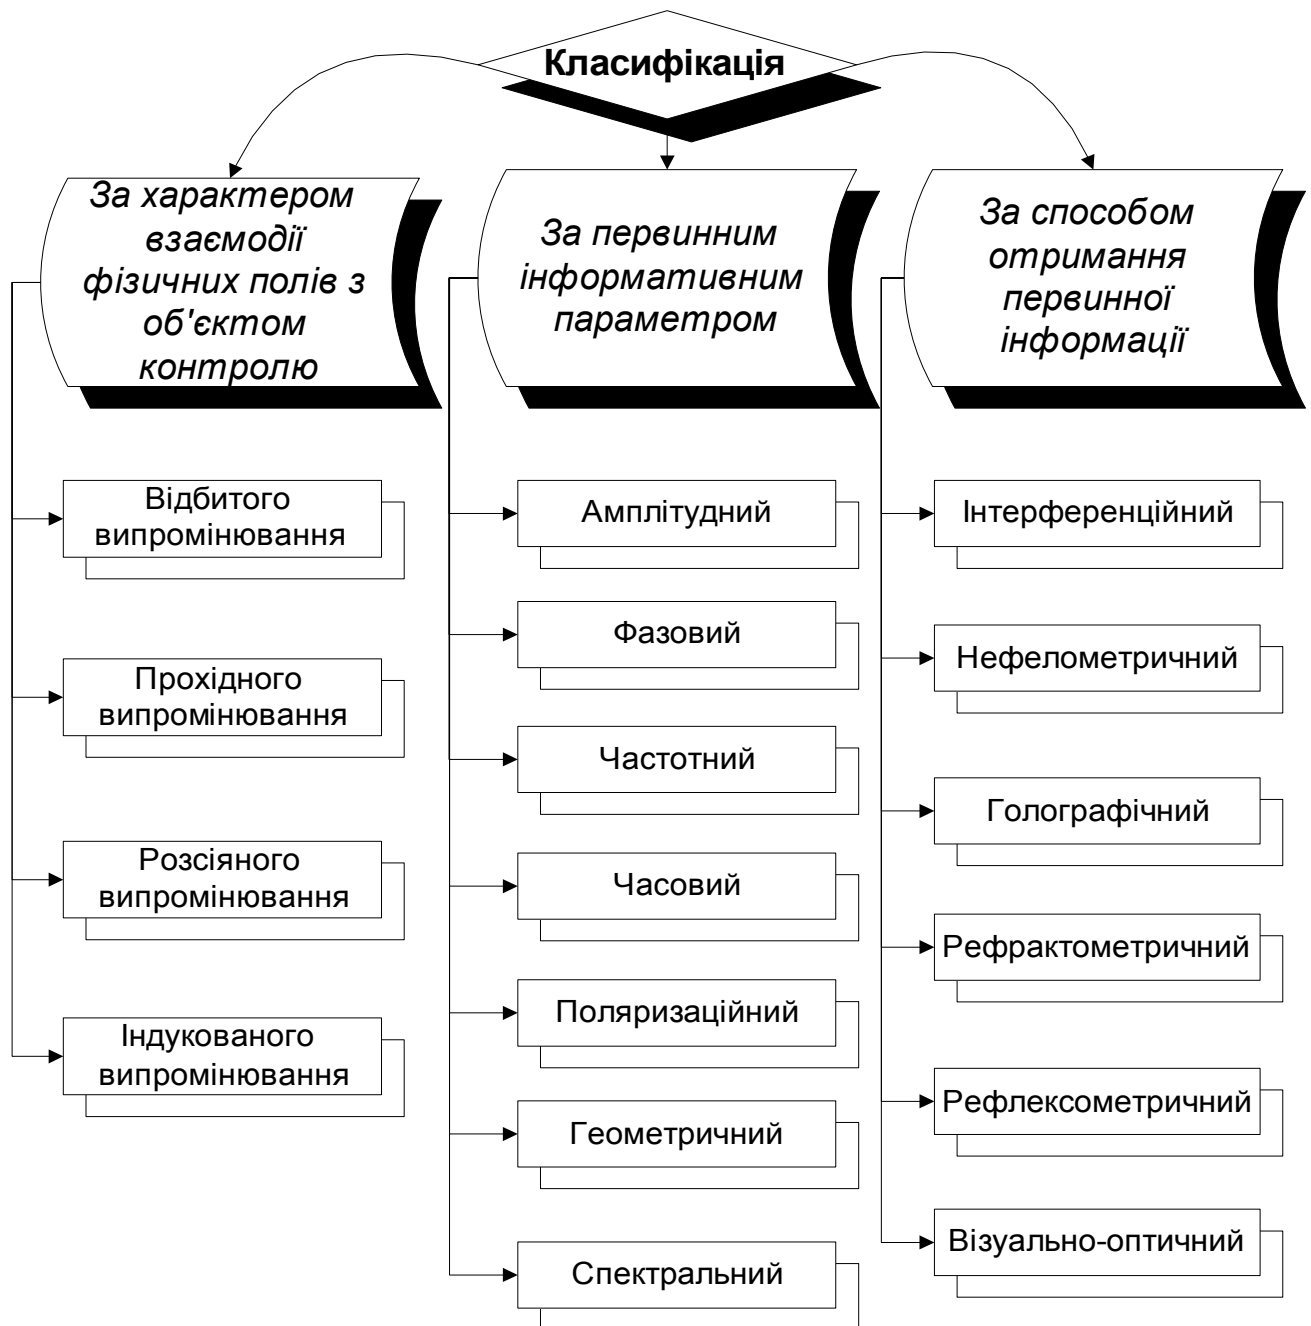 Класифікація
За характером
взаємодії
фізичних полів з
об'єктом
контролю
За первинним
інформативним
параметром
За способом
отримання
первинної
інформації
Відбитого
випромінювання
Прохідного
випромінювання
Розсіяного
випромінювання
Індукованого
випромінювання
Амплітудний
Фазовий
Частотний
Часовий
Поляризаційний
Геометричний
Спектральний
Інтерференційний
Нефелометричний
Голографічний
Рефрактометричний
Рефлексометричний
Візуально-оптичний